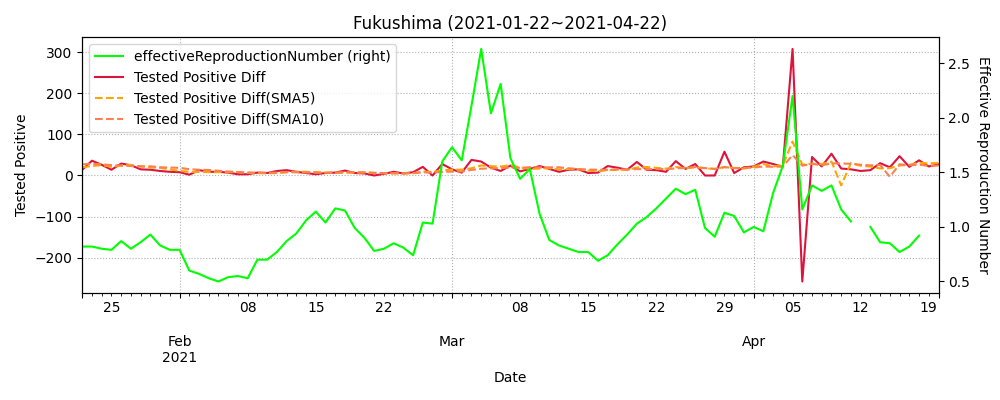 Fukushima (2021-01-22~2021-04-22)
effectiveReproductionNumber (right)
Tested Positive Diff
Tested Positive Diff(SMA5)
Tested Positive Diff(SMA10)
Tested Positive
300
200
100
0
−100
−200
2.5
2.0
1.5
1.0
0.5
Effective Reproduction Number
25 08 15 22 08 15 22 29 05 12 19
Feb Mar Apr
2021
Date